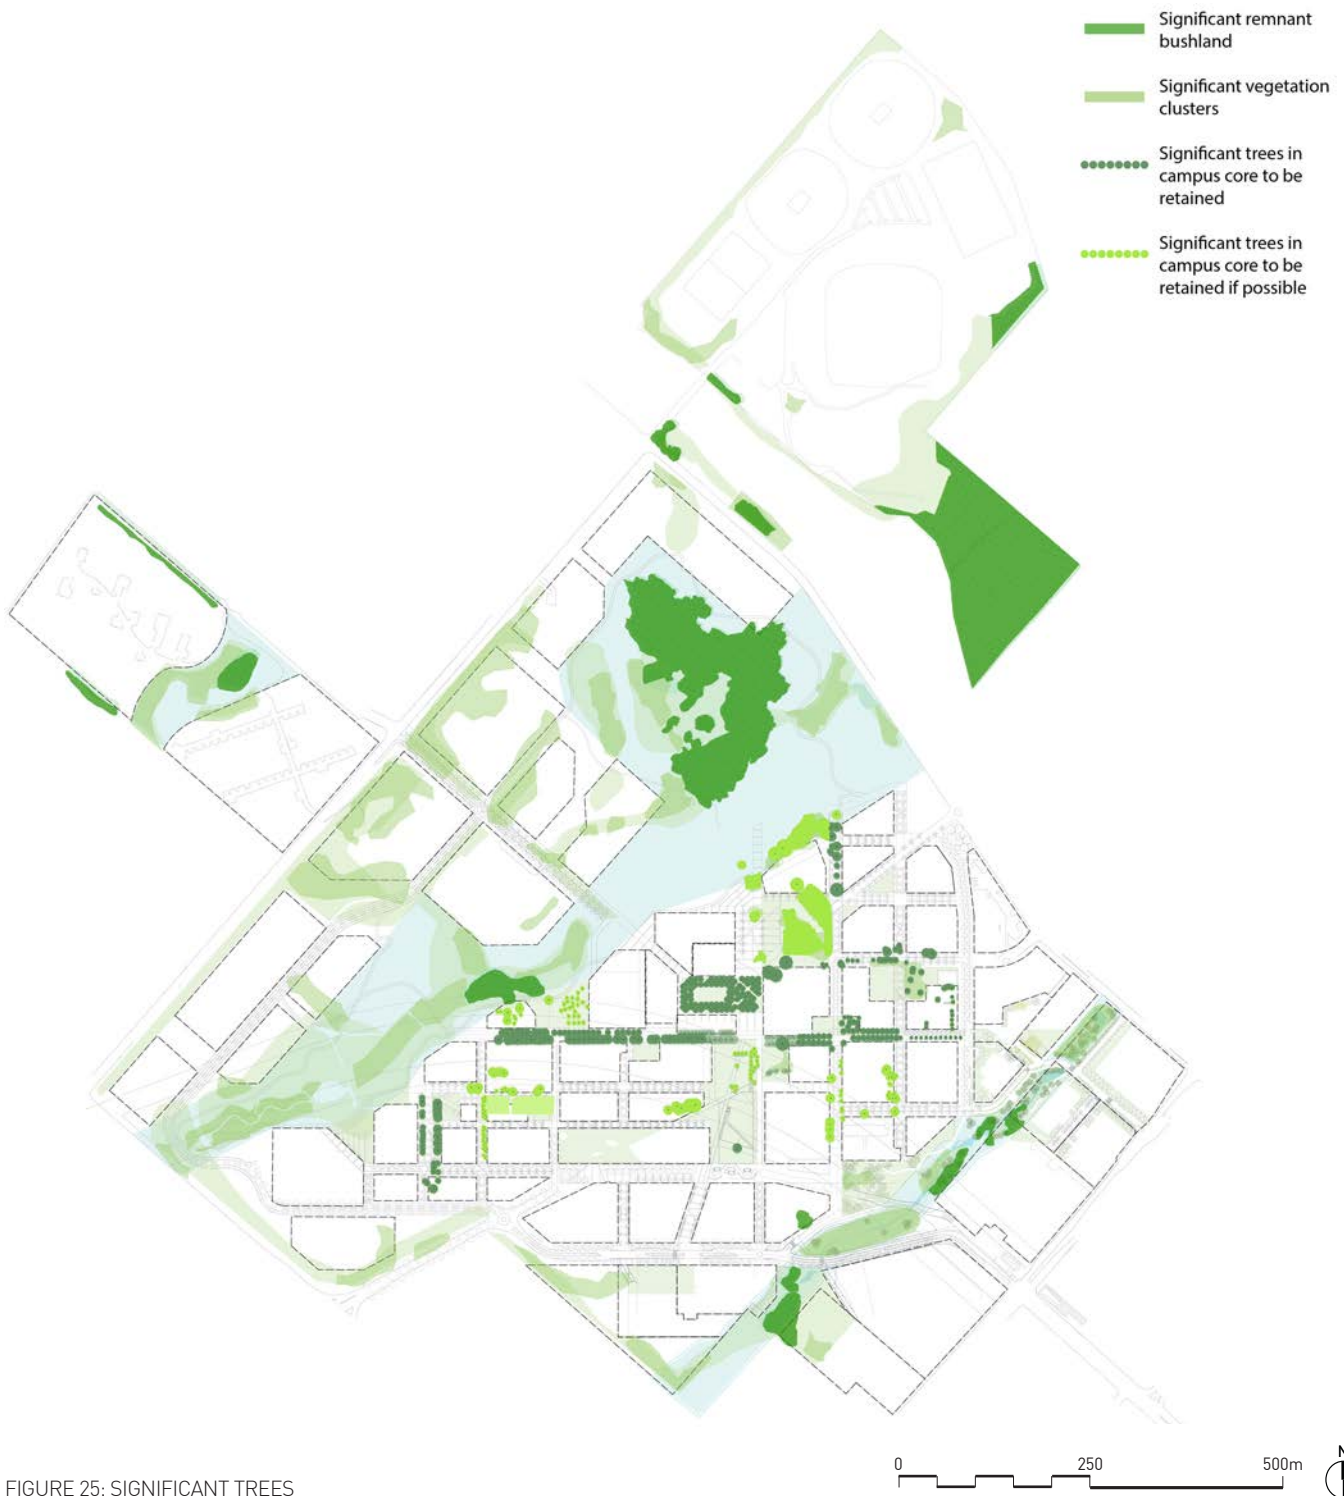 Significant remnant
bushland
Significant vegetation
clusters
Significant trees in
campus core to be
retained
Significant trees in
campus core to be
retained if possible
FIGURE 25: SIGNIFICANT TREES
0 250 500m
N